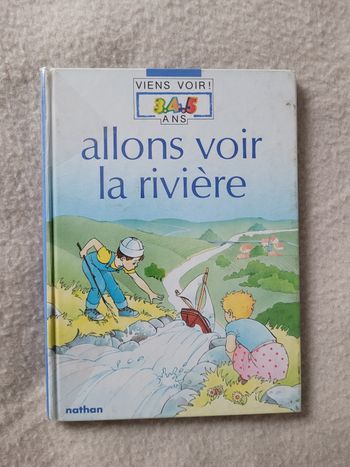 VIENS VOIR!
3.4.5
ANS
allons voir
la rivière
nathan